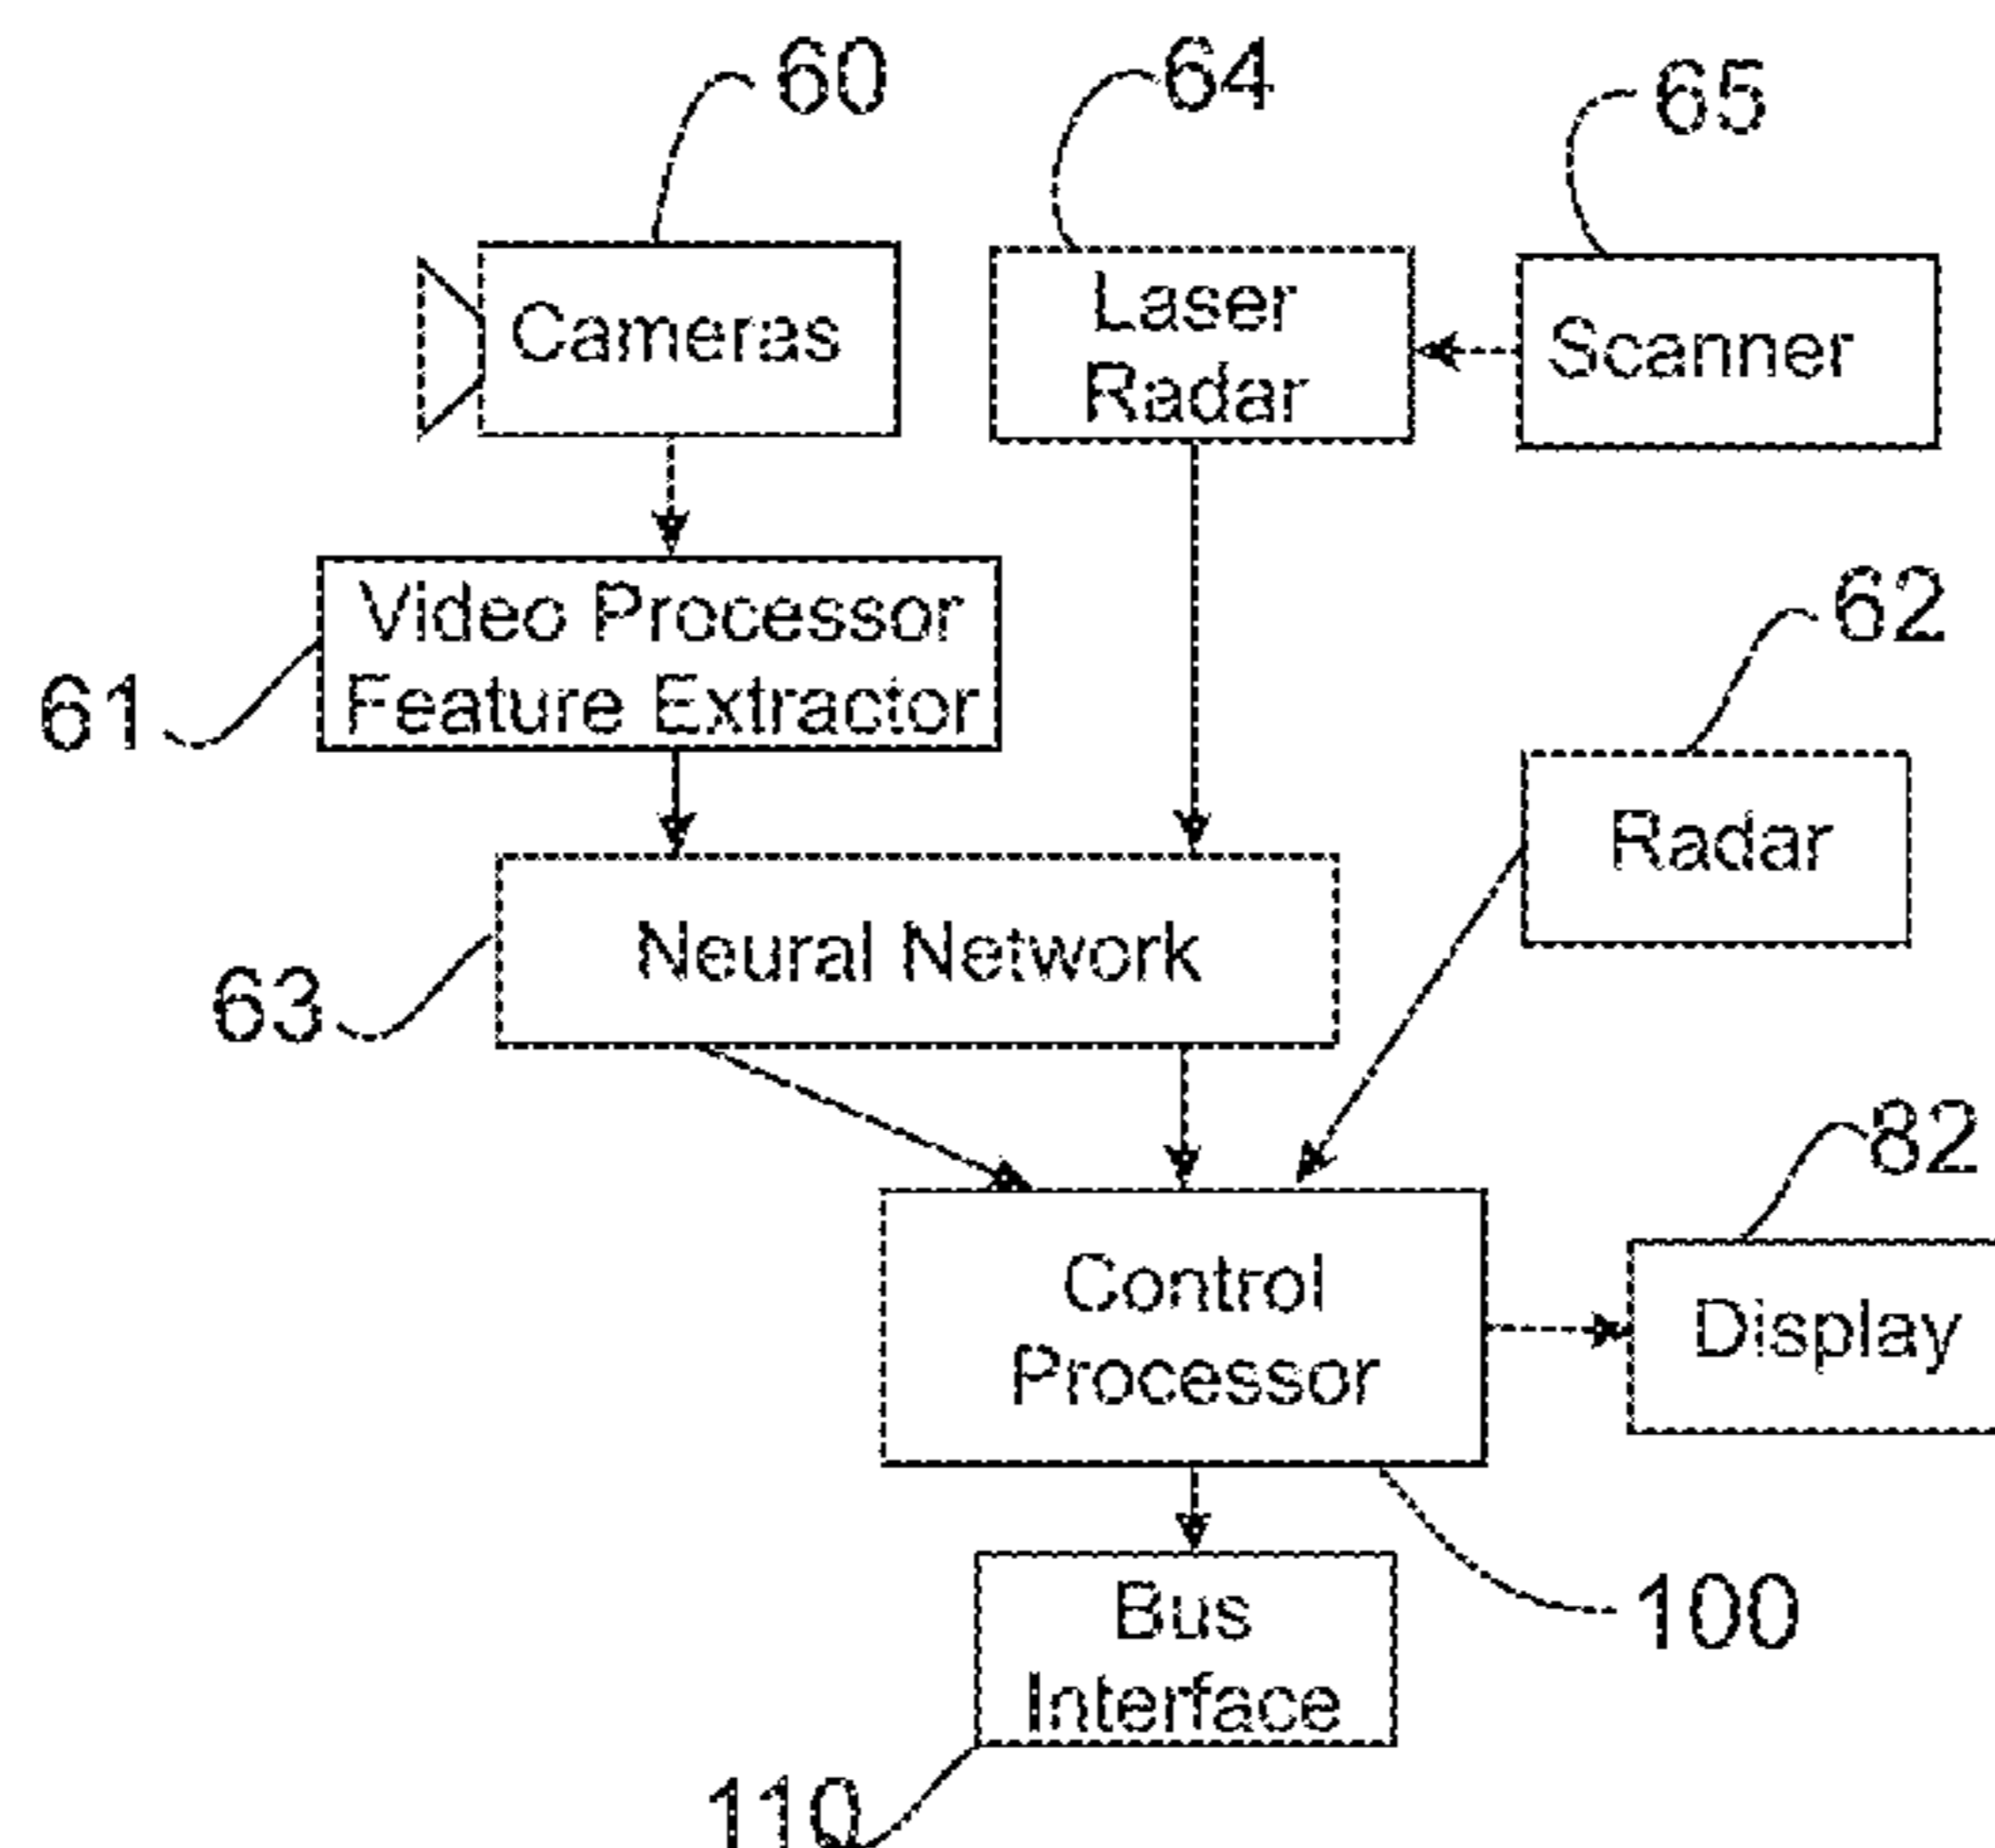 60
64
65
Cameras
Laser
Radar
Scanner
Video Processor
Feature Extractor
61
62
Radar
Neural Network
63
82
Control
Processor
Display
100
Bus
Interface
110